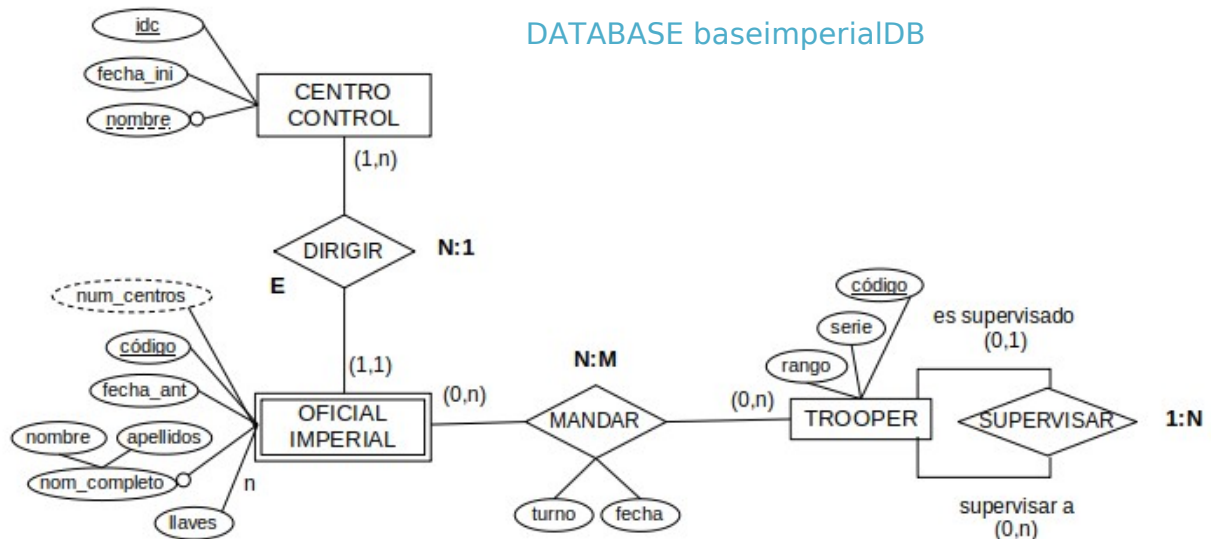 DATABASE baseimperialDB
idc
fecha_ini
nombre
CENTRO
CONTROL
(1,n)
DIRIGIR
N:1
E
(1,1)
num_centros
código
fecha_ant
nombre
apellidos
nom_completo
n
llaves
OFICIAL
IMPERIAL
(0,n)
N:M
MANDAR
turno
fecha
(0,n)
código
serie
rango
TROOPER
es supervisado
(0,1)
SUPERVISAR
1:N
supervisar a
(0,n)